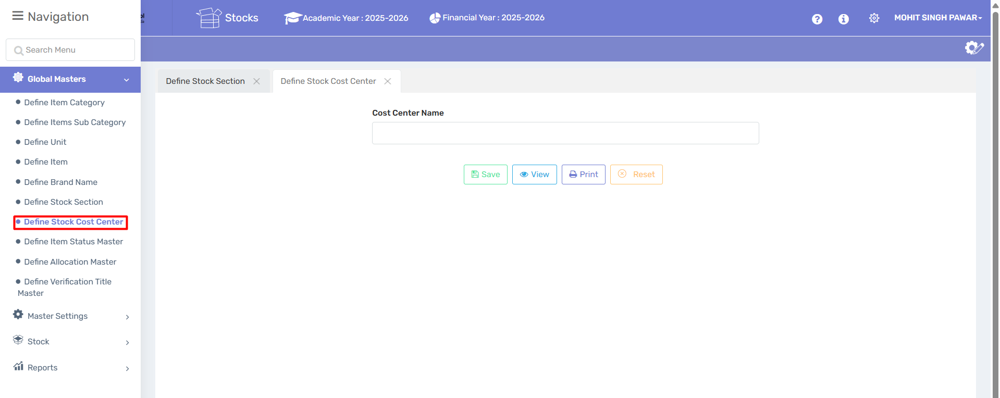 Navigation
ol
da
Stocks
Academic Year : 2025-2026
Financial Year : 2025-2026
MOHIT SINGH PAWAR
Search Menu
Global Masters
Define Item Category
Define Items Sub Category
Define Unit
Define Item
Define Brand Name
Define Stock Section
Define Stock Cost Center
Define Item Status Master
Define Allocation Master
Define Verification Title
Master
Master Settings
Stock
Reports
Define Stock Section
Define Stock Cost Center
Cost Center Name
Save
View
Print
Reset